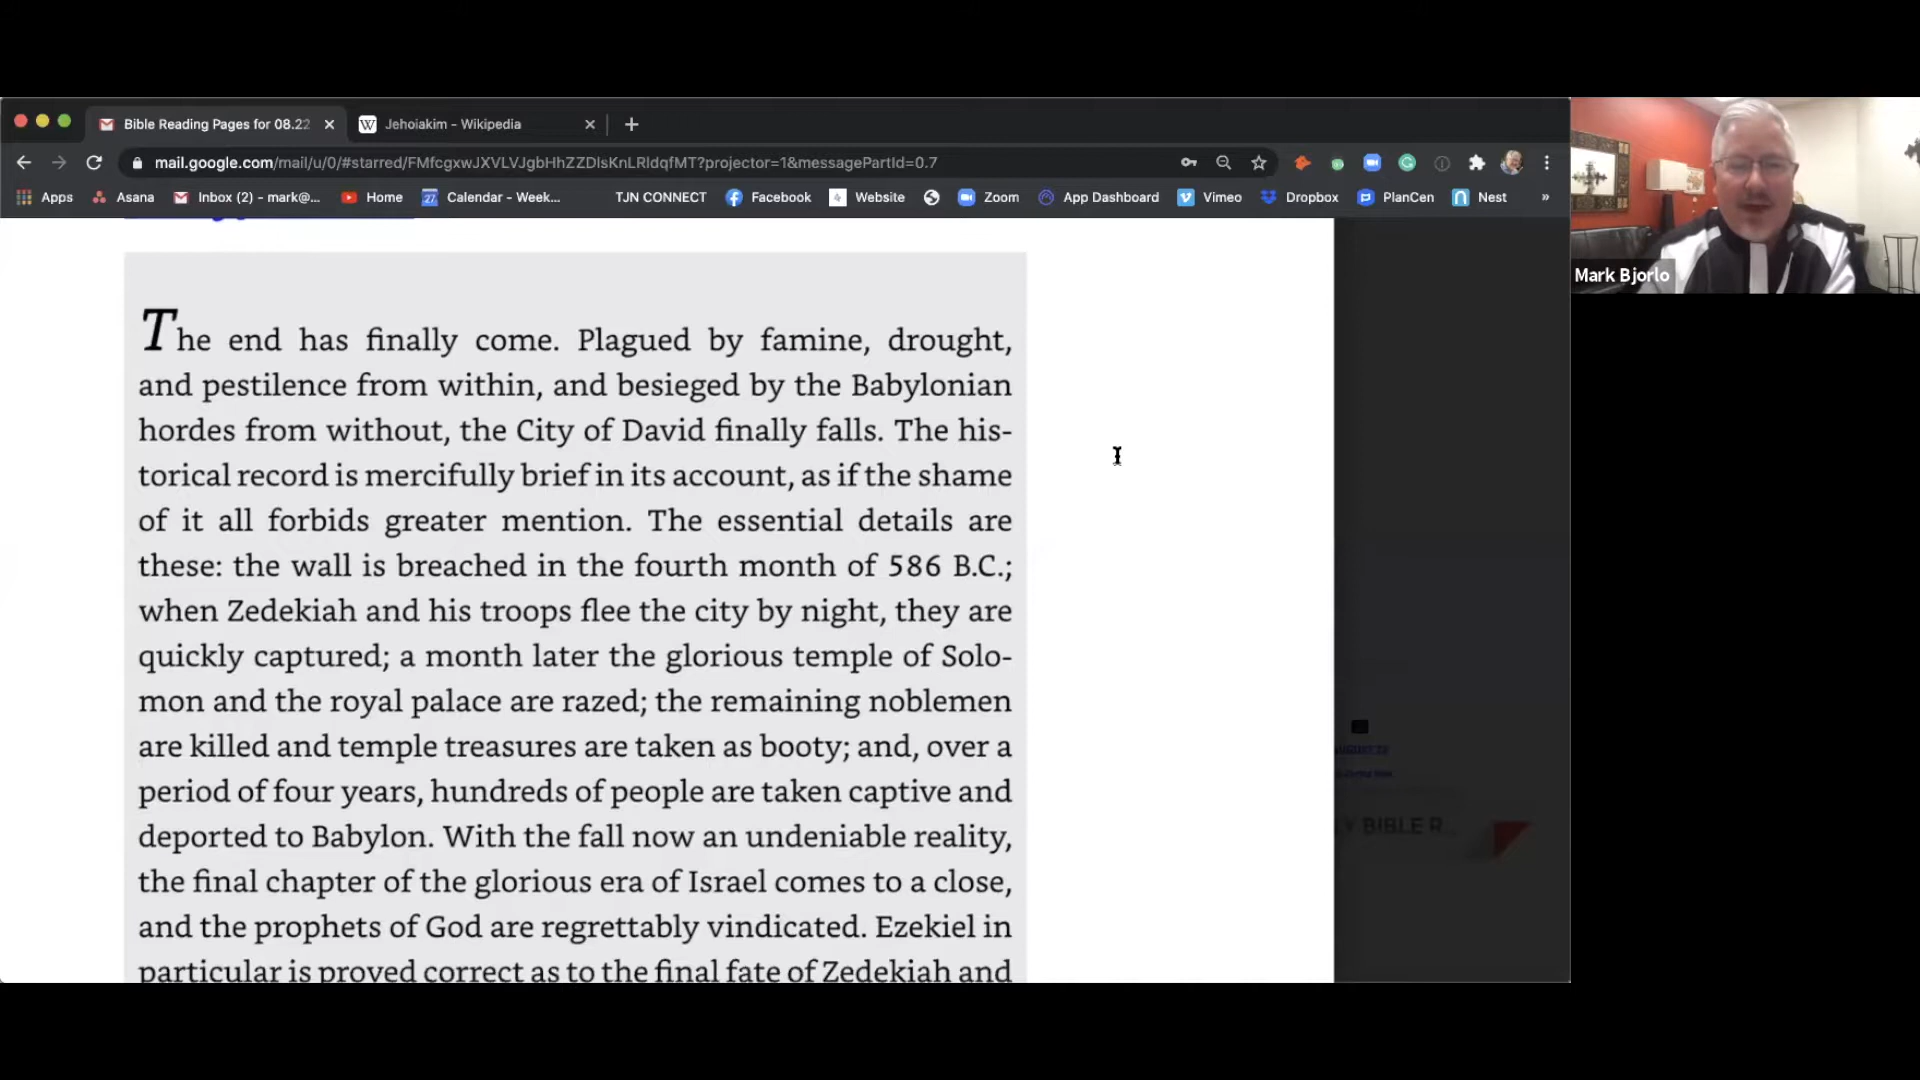 Bible Reading Pages for 08.22
Jehoiakim - Wikipedia
mail.google.com/mail/u/0/#starred/FMfcgxwJXVLVJgbHhZZDlsKnLRldqfMT?projector=1&messagePartId=0.7
Apps Asana Inbox (2) - mark@... Home Calendar - Week... TJN CONNECT Facebook Website Zoom App Dashboard Vimeo Dropbox PlanCen Nest »
The end has finally come. Plagued by famine, drought,
and pestilence from within, and besieged by the Babylonian
hordes from without, the City of David finally falls. The his-
torical record is mercifully brief in its account, as if the shame
of it all forbids greater mention. The essential details are
these: the wall is breached in the fourth month of 586 B.C.;
when Zedekiah and his troops flee the city by night, they are
quickly captured; a month later the glorious temple of Solo-
mon and the royal palace are razed; the remaining noblemen
are killed and temple treasures are taken as booty; and, over a
period of four years, hundreds of people are taken captive and
deported to Babylon. With the fall now an undeniable reality,
the final chapter of the glorious era of Israel comes to a close,
and the prophets of God are regrettably vindicated. Ezekiel in
particular is proved correct as to the final fate of Zedekiah and
Mark Bjorlo
BIBLE R...